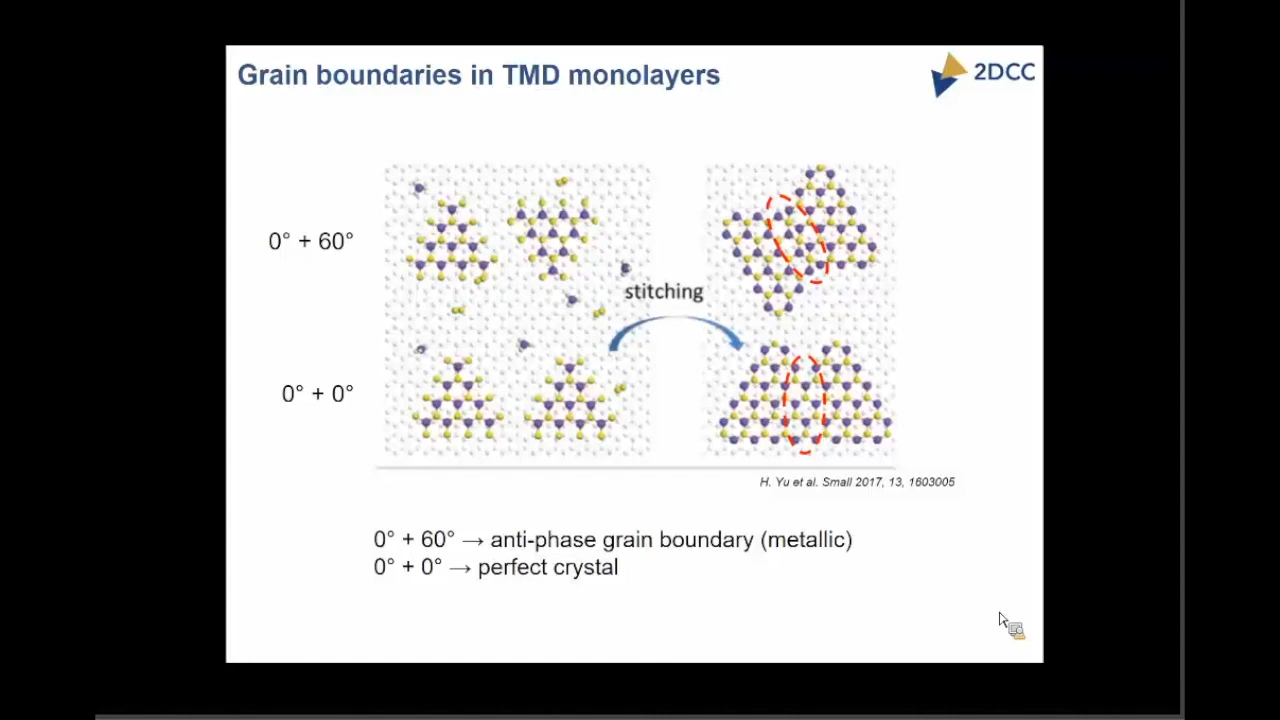 Grain boundaries in TMD monolayers
2DCC
0° + 60°
stitching
0° + 0°
H. Yu et al. Small 2017, 13, 1603005
0° + 60° → anti-phase grain boundary (metallic)
0° + 0° → perfect crystal